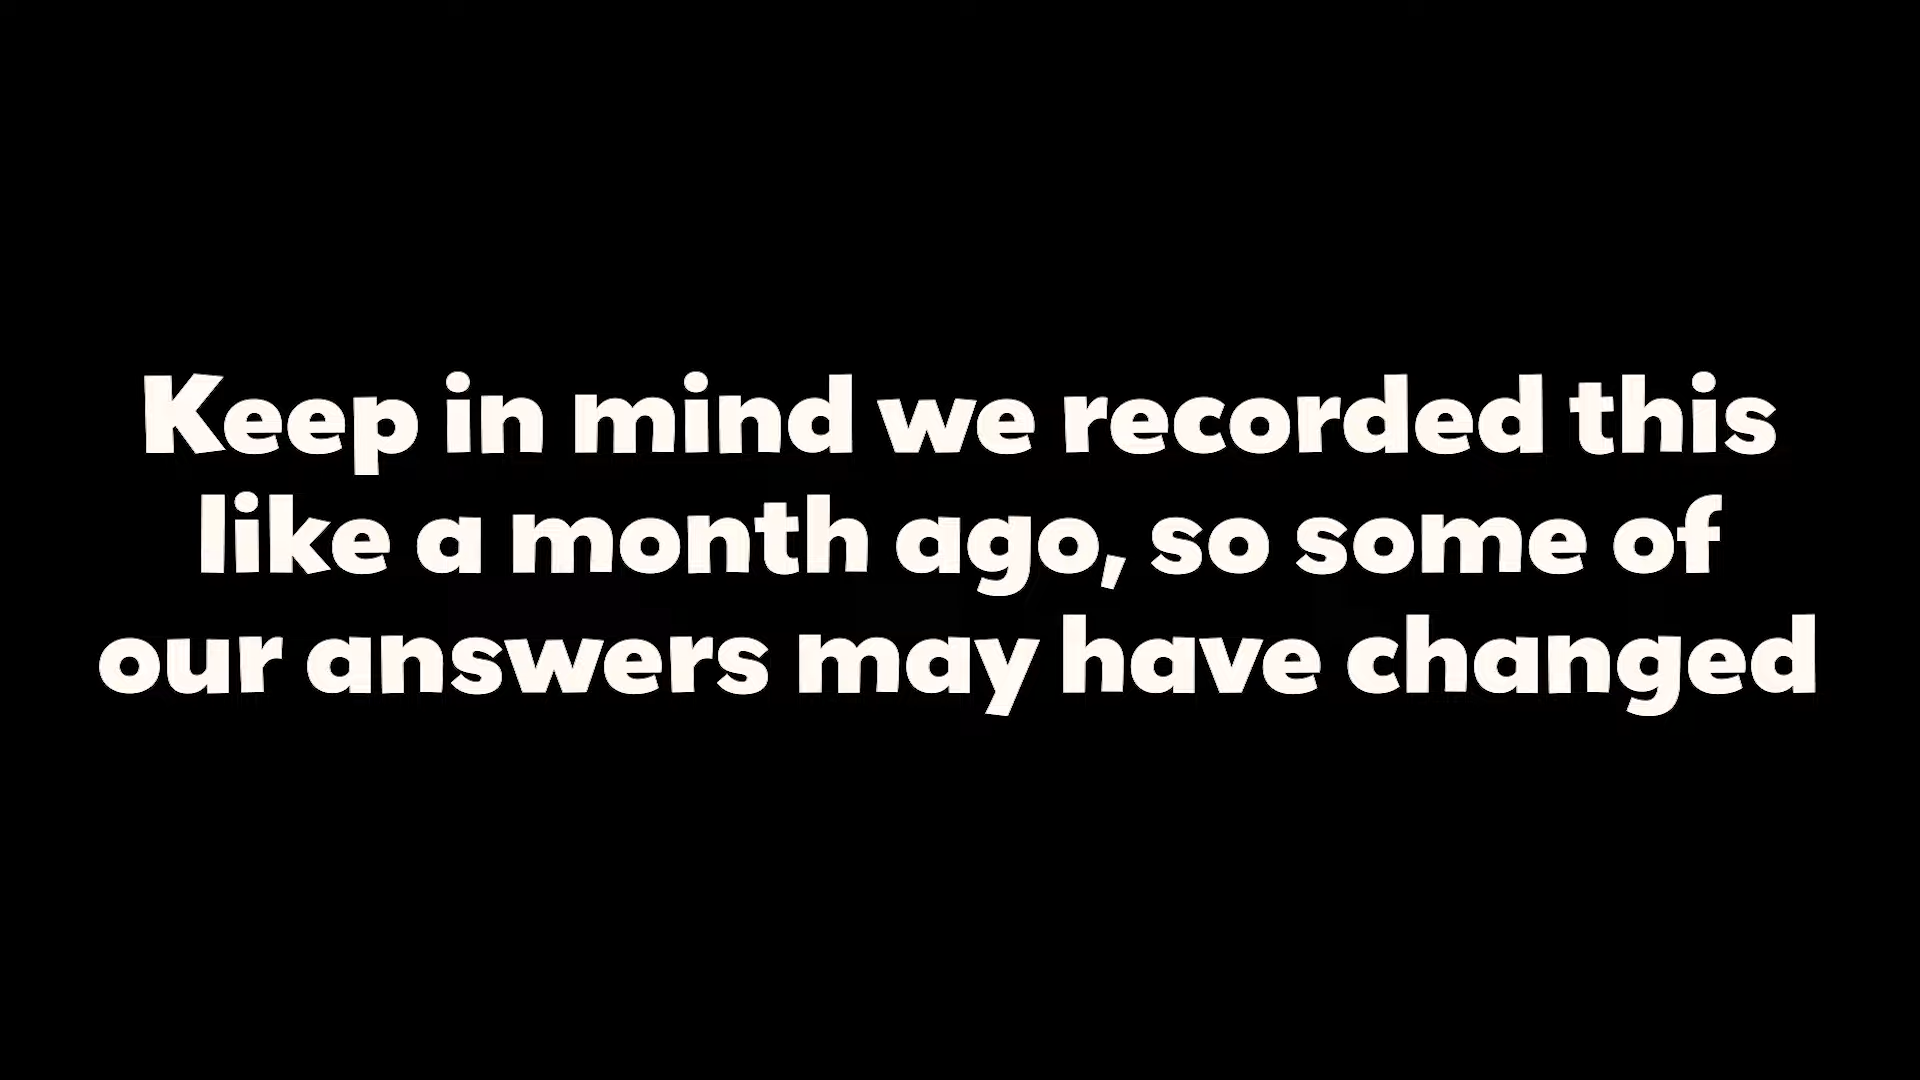 Keep in mind we recorded this
like a month ago, so some of
our answers may have changed